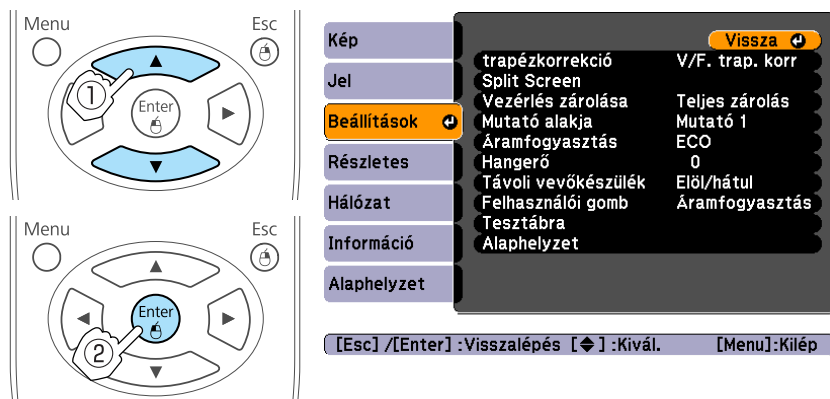 Menu
Esc
1
Enter
Menu
Esc
Enter
2
Kép
Jel
Beállítások
Részletes
Hálózat
Információ
Alaphelyzet
Vissza
trapézkorrekció V/F. trap. korr
Split Screen
Vezérlés zárolása Teljes zárolás
Mutató alakja Mutató 1
Áramfogyasztás ECO
Hangerő 0
Távoli vevőkészülék Elöl/hátul
Felhasználói gomb Áramfogyasztás
Tesztábra
Alaphelyzet
[Esc] /[Enter] :Visszalépés [◆] :Kivál. [Menu]:Kilép